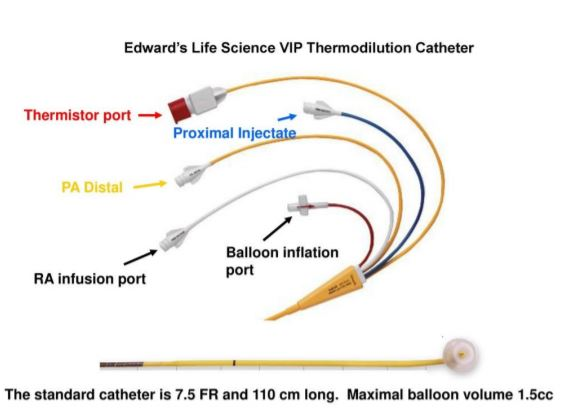 Edward's Life Science VIP Thermodilution Catheter
Thermistor port
Proximal Injectate
PA Distal
Balloon inflation
port
RA infusion port
The standard catheter is 7.5 FR and 110 cm long.  Maximal balloon volume 1.5cc